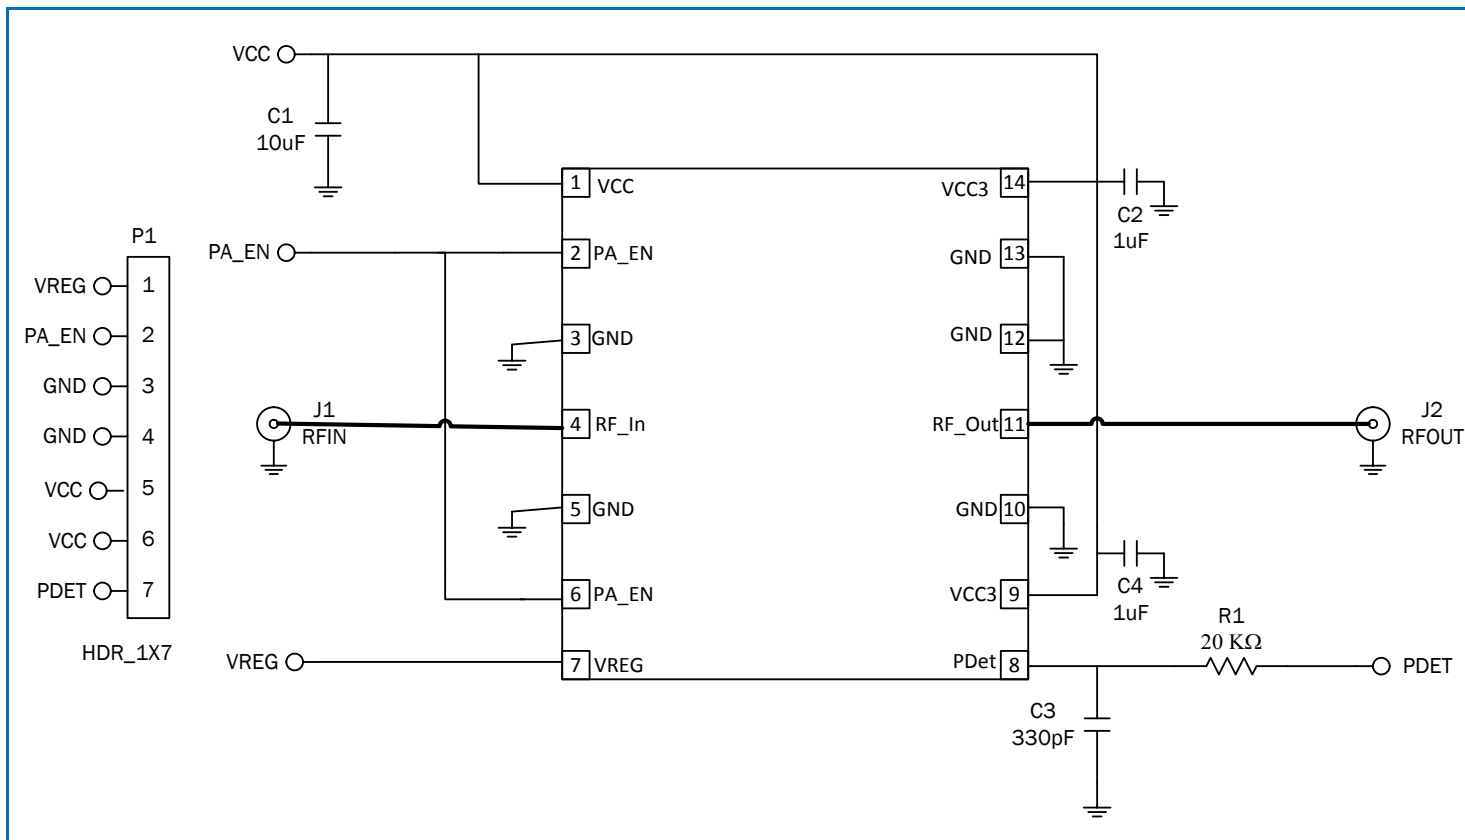 VCC
C1
10uF
1
VCC
VCC3
14
C2
1uF
P1
PA_EN
2
PA_EN
GND
13
VREG
1
PA_EN
2
3
GND
GND
12
GND
3
J1
RFIN
4
RF_In
RF_Out
11
J2
RFOUT
GND
4
VCC
5
5
GND
GND
10
VCC
6
C4
1uF
PDET
7
6
PA_EN
VCC3
9
R1
20 KΩ
HDR_1X7
VREG
7
VREG
PDet
8
PDET
C3
330pF